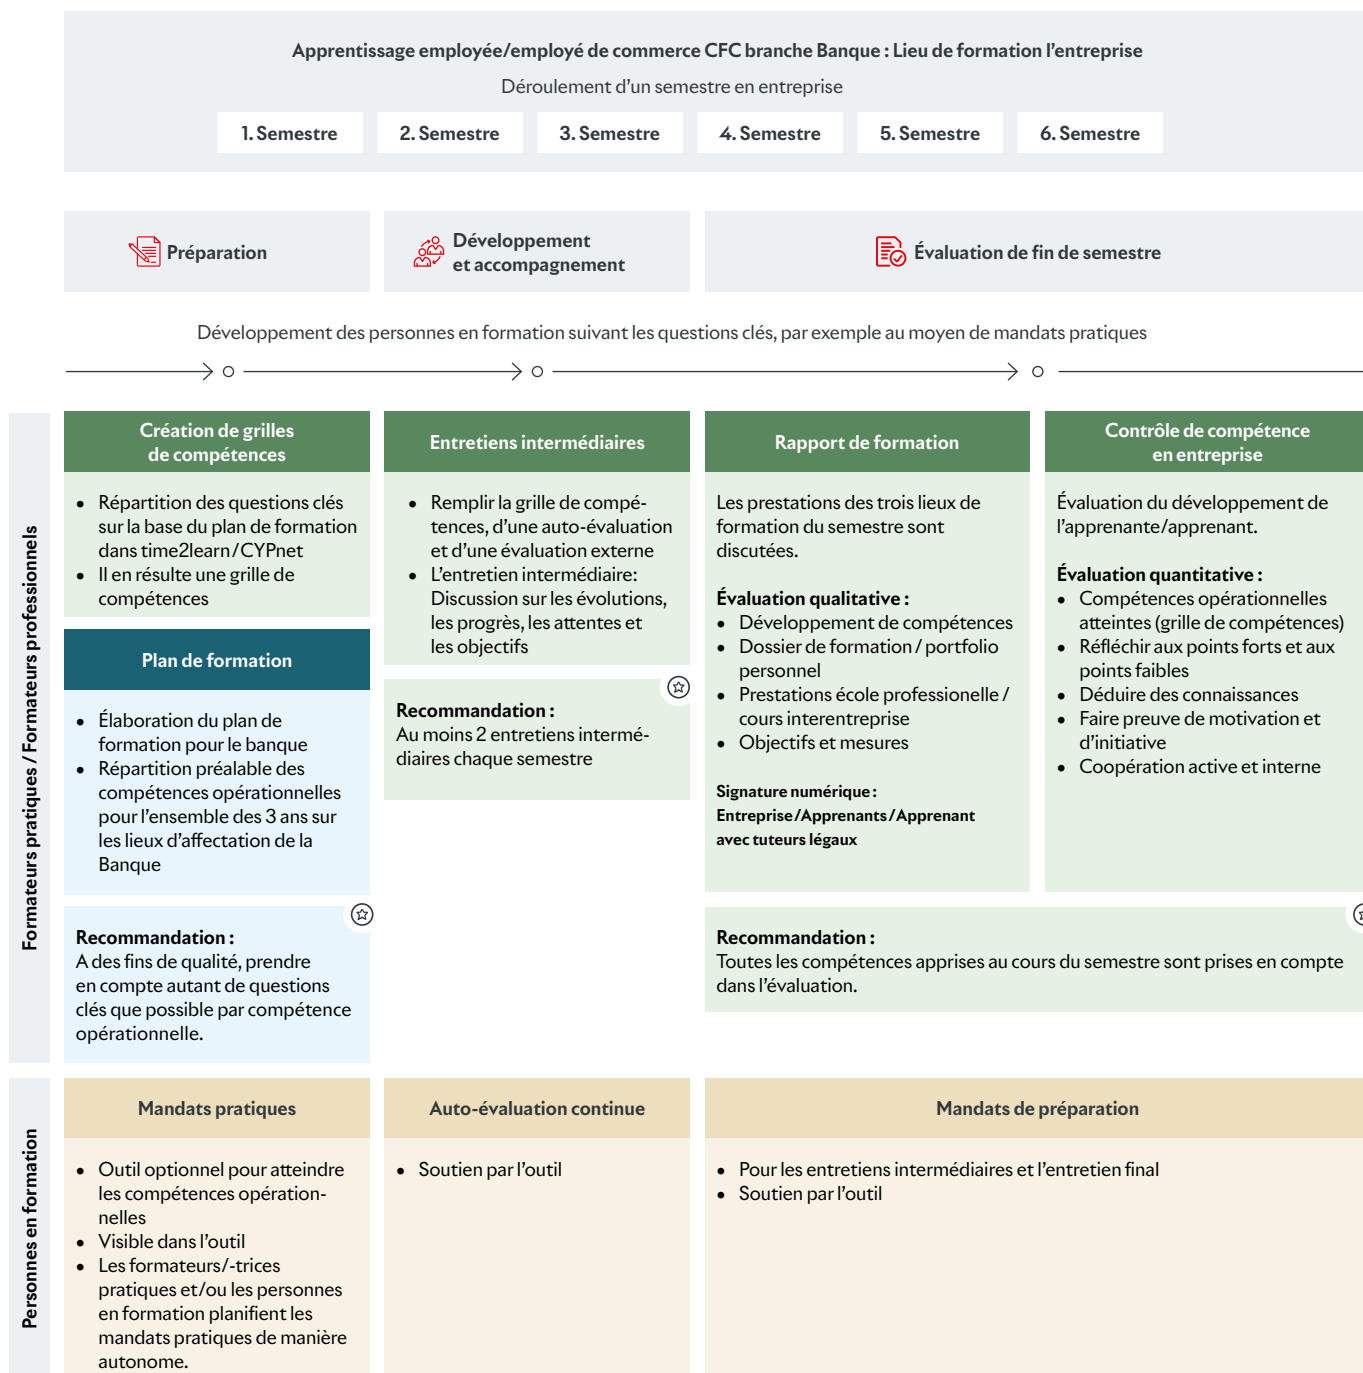 Apprentissage employée/employé de commerce CFC branche Banque : Lieu de formation l'entreprise
Déroulement d'un semestre en entreprise
1. Semestre
2. Semestre
3. Semestre
4. Semestre
5. Semestre
6. Semestre
Préparation
Développement
et accompagnement
Évaluation de fin de semestre
Développement des personnes en formation suivant les questions clés, par exemple au moyen de mandats pratiques
Formateurs pratiques / Formateurs professionnels
Création de grilles
de compétences
• Répartition des questions clés
sur la base du plan de formation
dans time2learn/CYPnet
• Il en résulte une grille de
compétences
Plan de formation
• Élaboration du plan de
formation pour le banque
• Répartition préalable des
compétences opérationnelles
pour l'ensemble des 3 ans sur
les lieux d'affectation de la
Banque
Recommandation :
A des fins de qualité, prendre
en compte autant de questions
clés que possible par compétence
opérationnelle.
Entretiens intermédiaires
• Remplir la grille de compé-
tences, d'une auto-évaluation
et d'une évaluation externe
• L'entretien intermédiaire:
Discussion sur les évolutions,
les progrès, les attentes et
les objectifs
Recommandation :
Au moins 2 entretiens intermé-
diaires chaque semestre
Rapport de formation
Les prestations des trois lieux de
formation du semestre sont
discutées.
Évaluation qualitative :
• Développement de compétences
• Dossier de formation / portfolio
personnel
• Prestations école professionelle /
cours interentreprise
• Objectifs et mesures
Signature numérique :
Entreprise/Apprenants/Apprenant
avec tuteurs légaux
Contrôle de compétence
en entreprise
Évaluation du développement de
l'apprenante/apprenant.
Évaluation quantitative :
• Compétences opérationnelles
atteintes (grille de compétences)
• Réfléchir aux points forts et aux
points faibles
• Déduire des connaissances
• Faire preuve de motivation et
d'initiative
• Coopération active et interne
Recommandation :
Toutes les compétences apprises au cours du semestre sont prises en compte
dans l'évaluation.
Personnes en formation
Mandats pratiques
• Outil optionnel pour atteindre
les compétences opération-
nelles
• Visible dans l'outil
• Les formateurs/-trices
pratiques et/ou les personnes
en formation planifient les
mandats pratiques de manière
autonome.
Auto-évaluation continue
• Soutien par l'outil
Mandats de préparation
• Pour les entretiens intermédiaires et l'entretien final
• Soutien par l'outil